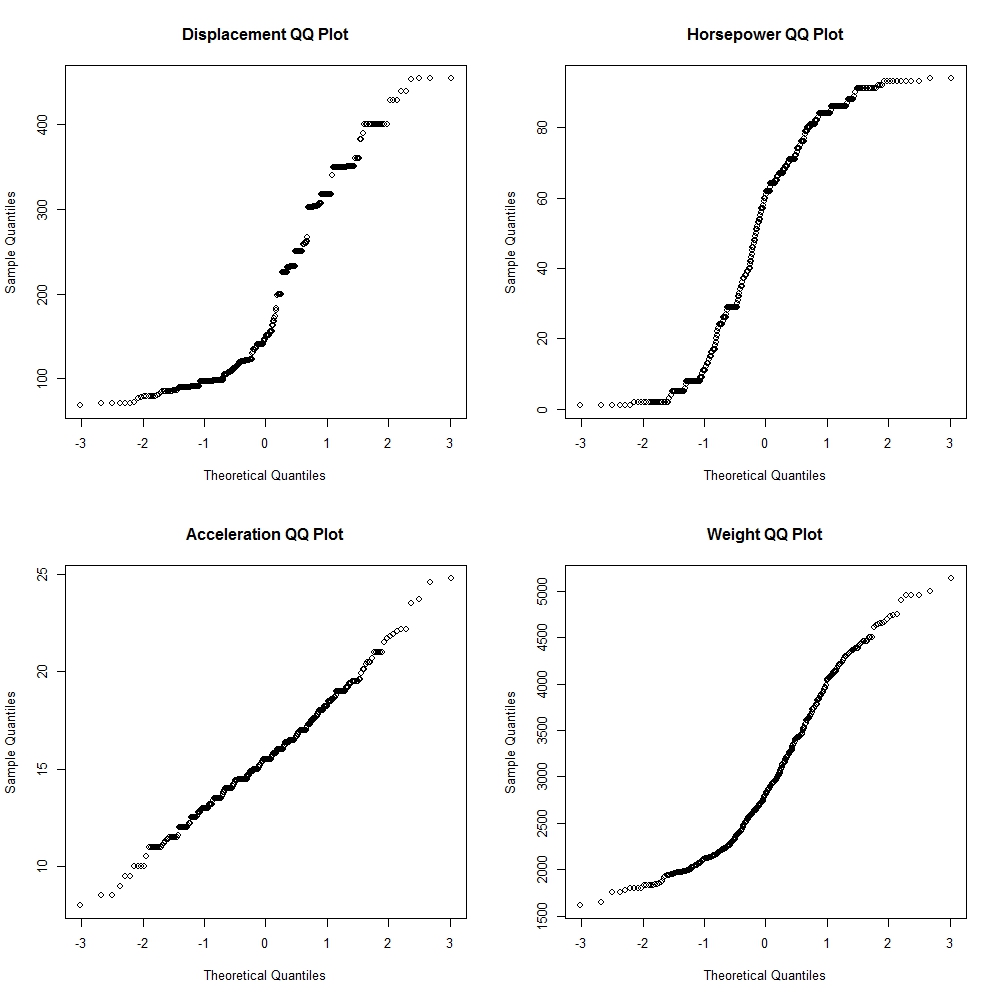 Displacement QQ Plot
Sample Quantiles
400
300
200
100
-3 -2 -1 0 1 2 3
Theoretical Quantiles
Horsepower QQ Plot
Sample Quantiles
80
60
40
20
0
-3 -2 -1 0 1 2 3
Theoretical Quantiles
Acceleration QQ Plot
Sample Quantiles
25
20
15
10
-3 -2 -1 0 1 2 3
Theoretical Quantiles
Weight QQ Plot
Sample Quantiles
5000
4500
4000
3500
3000
2500
2000
1500
-3 -2 -1 0 1 2 3
Theoretical Quantiles